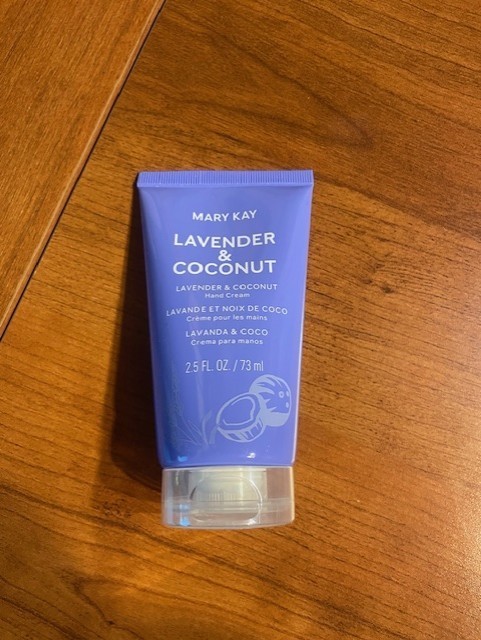 MARY KAY
LAVENDER
&
COCONUT
LAVENDER & COCONUT
Hand Cream
LAVANDE ET NOIX DE COCO
Crème pour les mains
LAVANDA & COCO
Crema para manos
2.5 FL. OZ. / 73 ml